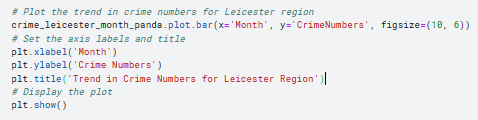 # Plot the trend in crime numbers for Leicester region
crime_leicester_month_panda.plot.bar(x='Month', y='CrimeNumbers', figsize=(10, 6))
# Set the axis labels and title
plt.xlabel('Month')
plt.ylabel('Crime Numbers')
plt.title('Trend in Crime Numbers for Leicester Region')
# Display the plot
plt.show()